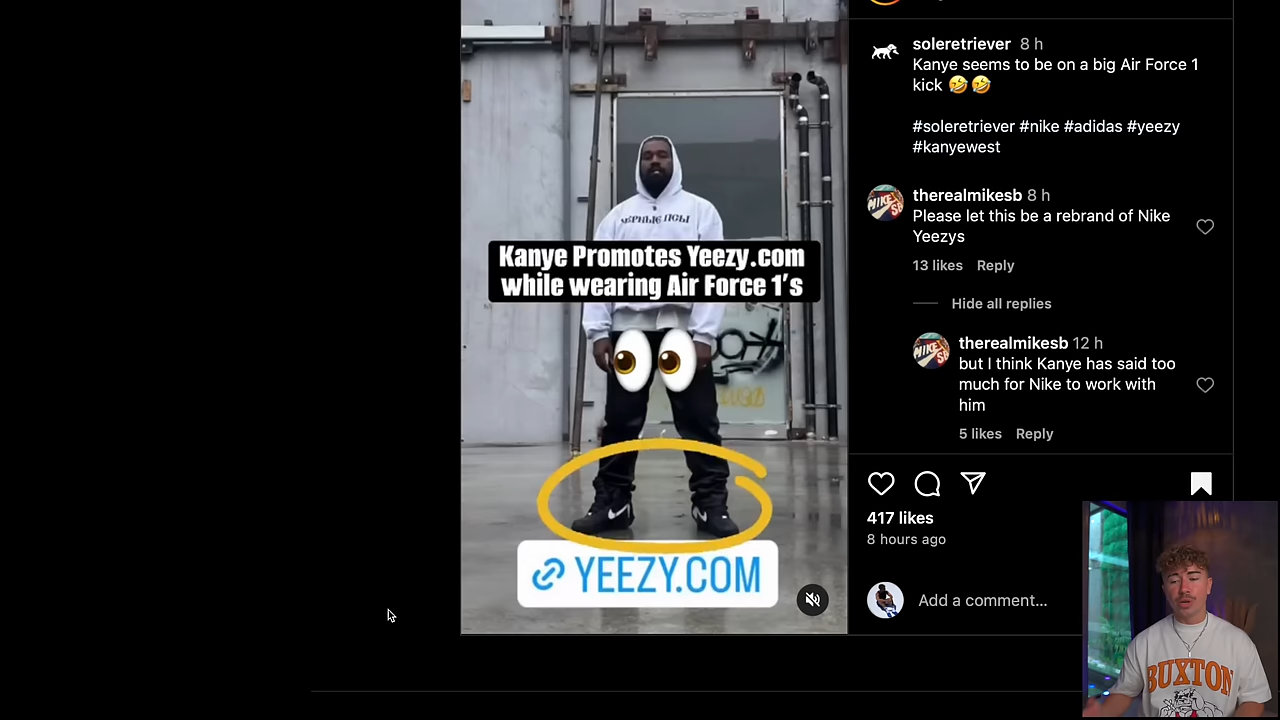 soleretriever 8 h
Kanye seems to be on a big Air Force 1
kick 🤣🤣
#soleretriever #nike #adidas #yeezy
#kanyewest
therealmikesb 8 h
Please let this be a rebrand of Nike
Yeezys
13 likes Reply
Hide all replies
therealmikesb 12 h
but I think Kanye has said too
much for Nike to work with
him
5 likes Reply
417 likes
8 hours ago
Add a comment...
ЧЕРНЫЕ ПСЫ
Kanye Promotes Yeezy.com
while wearing Air Force 1's
YEEZY.COM
BUXTON